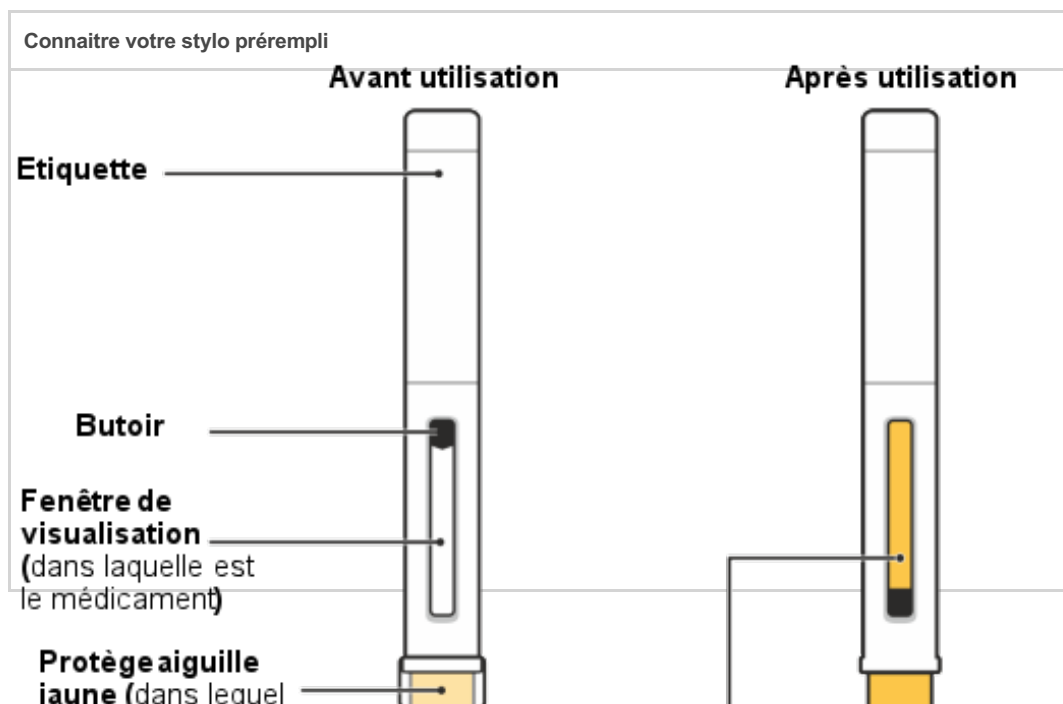 Connaitre votre stylo prérempli
Avant utilisation
Après utilisation
Etiquette
Butoir
Fenêtre de
visualisation
(dans laquelle est
le médicament)
Protège aiguille
jaune (dans lequel